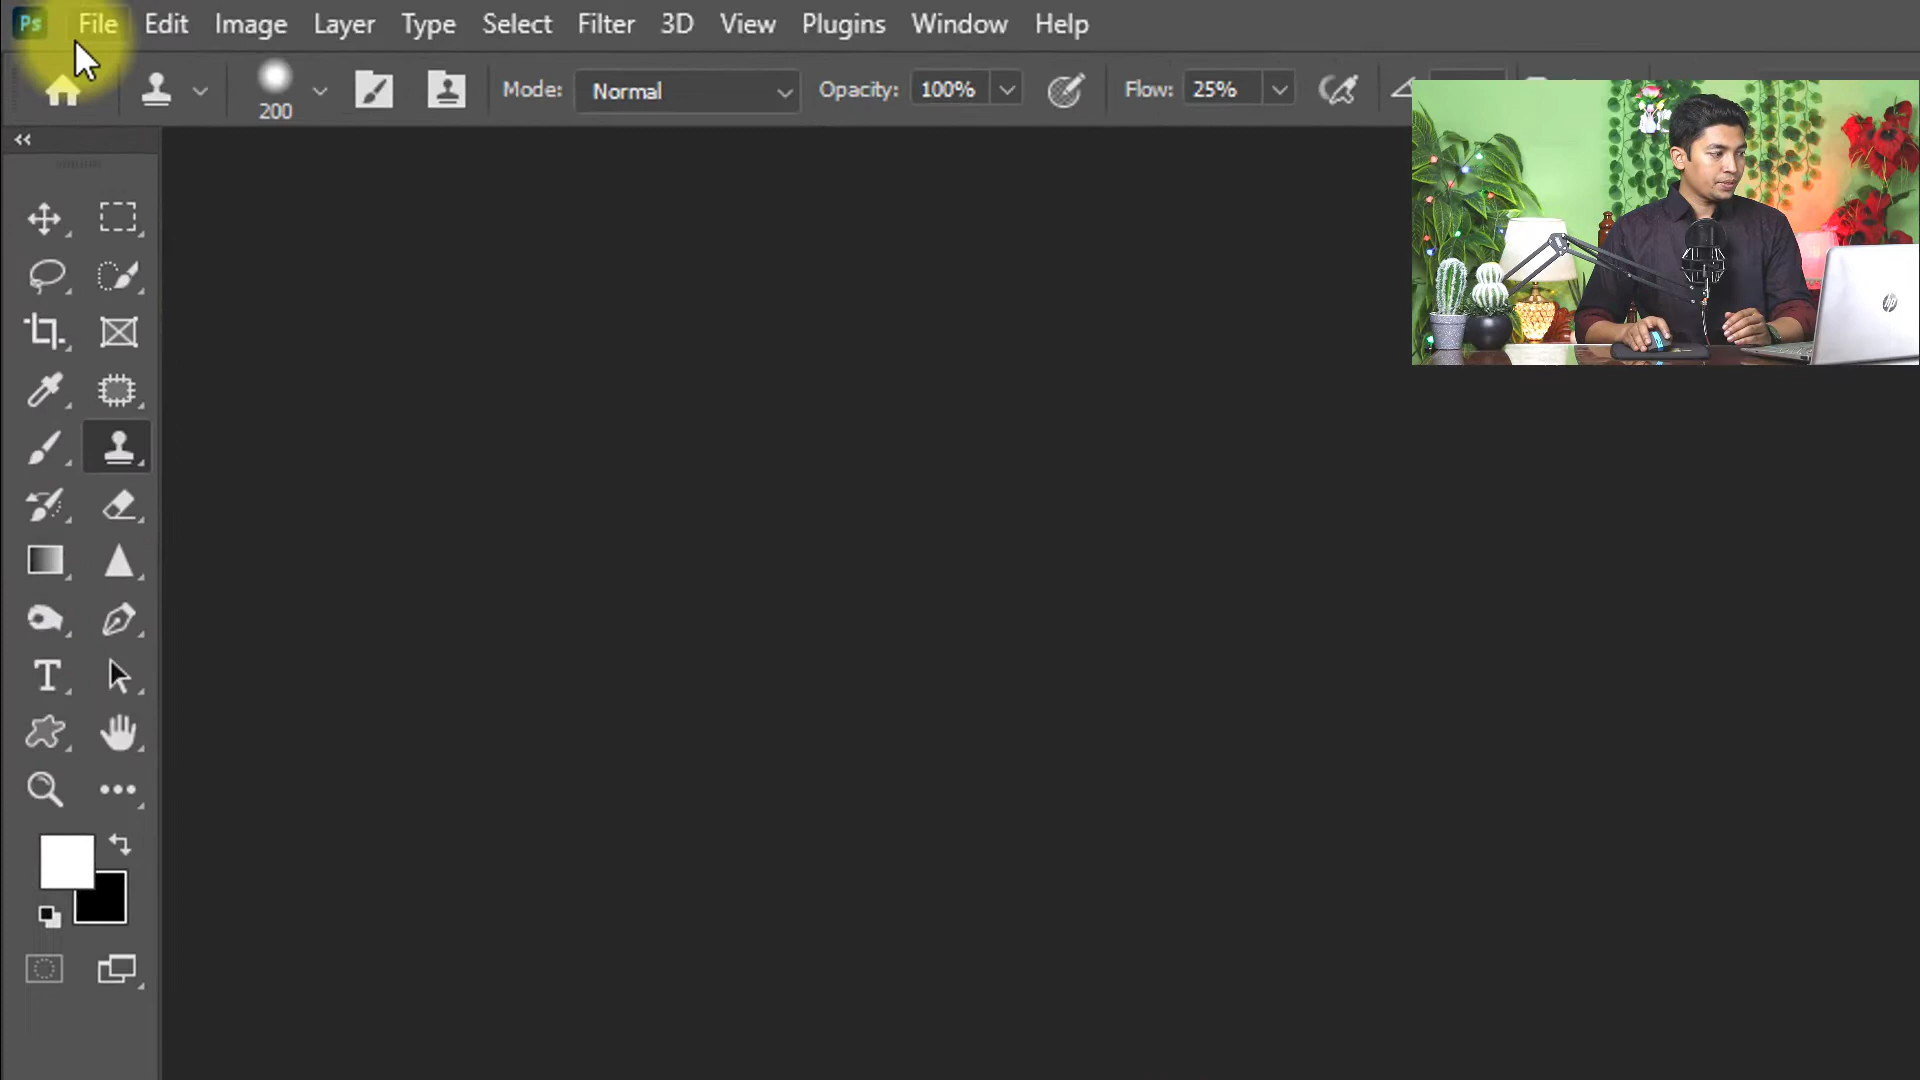 Ps File Edit Image Layer Type Select Filter 3D View Plugins Window Help
200 Mode: Normal Opacity: 100% Flow: 25%
hp